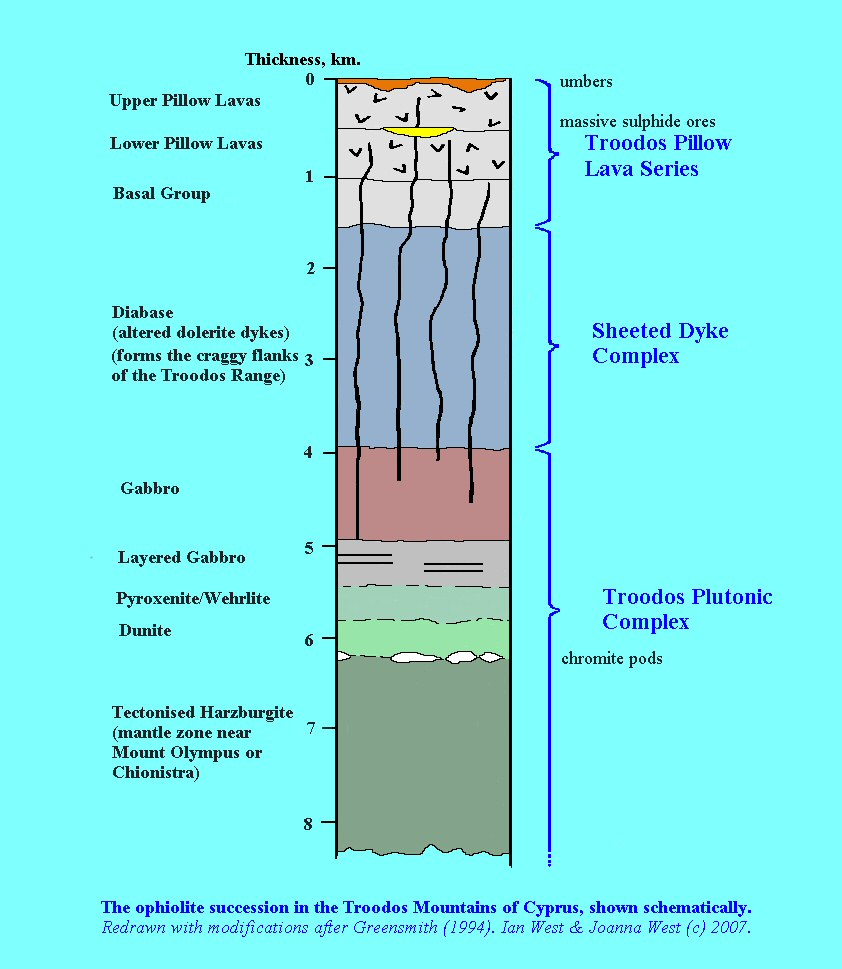 Thickness, km.
0
umbers
Upper Pillow Lavas
massive sulphide ores
Lower Pillow Lavas
Troodos Pillow
Lava Series
1
Basal Group
2
Diabase
(altered dolerite dykes)
(forms the craggy flanks
of the Troodos Range)
3
Sheeted Dyke
Complex
4
Gabbro
5
Layered Gabbro
Pyroxenite/Wehrlite
Troodos Plutonic
Complex
Dunite
6
chromite pods
Tectonised Harzburgite
(mantle zone near
Mount Olympus or
Chionistra)
7
8
The ophiolite succession in the Troodos Mountains of Cyprus, shown schematically.
Redrawn with modifications after Greensmith (1994). Ian West & Joanna West (c) 2007.